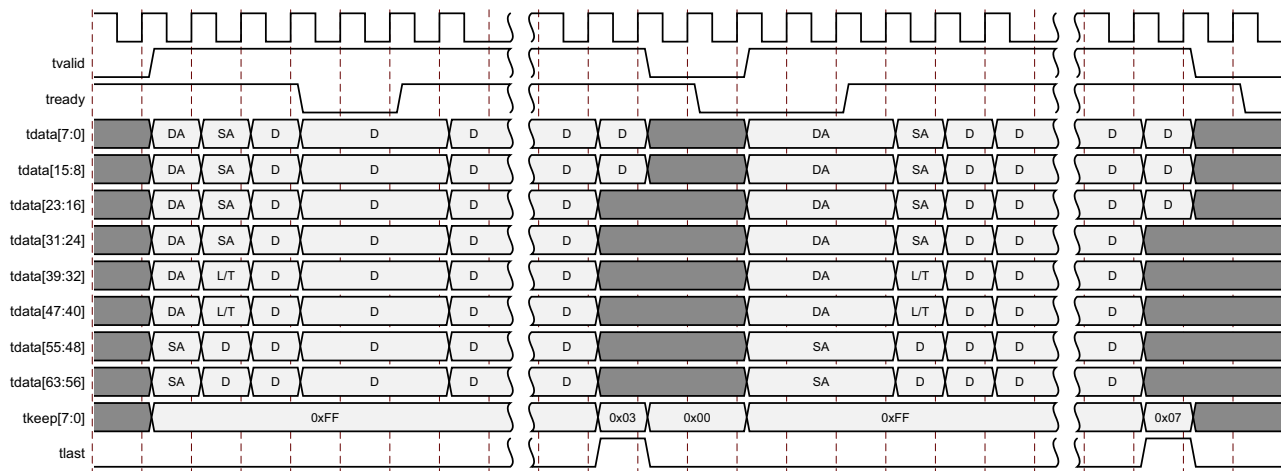 tvalid
tready
tdata[7:0] DA SA D D D D D DA SA D D D D
tdata[15:8] DA SA D D D D D DA SA D D D D
tdata[23:16] DA SA D D D D DA SA D D D D
tdata[31:24] DA SA D D D D DA SA D D D
tdata[39:32] DA L/T D D D D DA L/T D D D
tdata[47:40] DA L/T D D D D DA L/T D D D
tdata[55:48] SA D D D D D SA D D D D
tdata[63:56] SA D D D D D SA D D D D
tkeep[7:0] 0xFF 0x03 0x00 0xFF 0x07
tlast